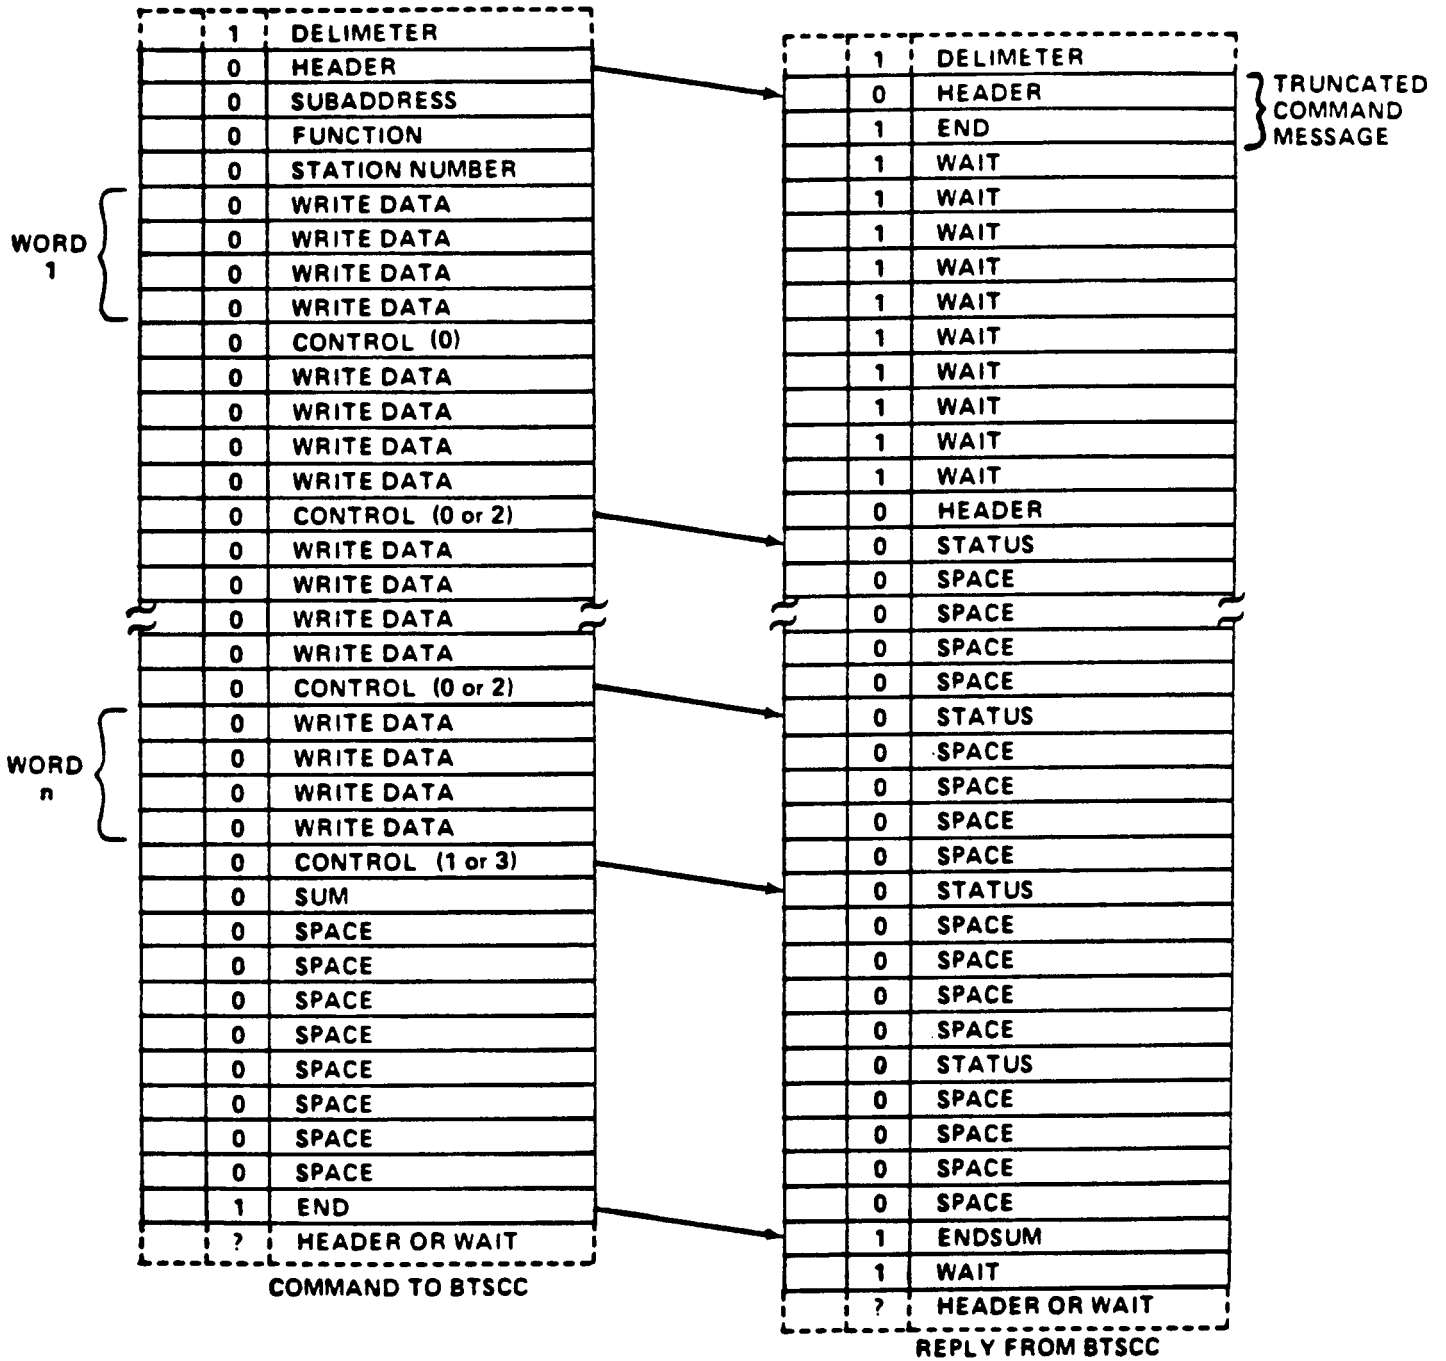 1 DELIMETER
0 HEADER
0 SUBADDRESS
0 FUNCTION
0 STATION NUMBER
WORD 1
0 WRITE DATA
0 WRITE DATA
0 WRITE DATA
0 WRITE DATA
0 CONTROL (0)
0 WRITE DATA
0 WRITE DATA
0 WRITE DATA
0 WRITE DATA
0 CONTROL (0 or 2)
0 WRITE DATA
0 WRITE DATA
0 WRITE DATA
0 WRITE DATA
0 CONTROL (0 or 2)
WORD n
0 WRITE DATA
0 WRITE DATA
0 WRITE DATA
0 WRITE DATA
0 CONTROL (1 or 3)
0 SUM
0 SPACE
0 SPACE
0 SPACE
0 SPACE
0 SPACE
0 SPACE
0 SPACE
0 SPACE
1 END
? HEADER OR WAIT
COMMAND TO BTSCC
1 DELIMETER
0 HEADER
1 END
TRUNCATED
COMMAND
MESSAGE
1 WAIT
1 WAIT
1 WAIT
1 WAIT
1 WAIT
1 WAIT
1 WAIT
1 WAIT
1 WAIT
1 WAIT
0 HEADER
0 STATUS
0 SPACE
0 SPACE
0 SPACE
0 SPACE
0 STATUS
0 SPACE
0 SPACE
0 SPACE
0 SPACE
0 STATUS
0 SPACE
0 SPACE
0 SPACE
0 SPACE
0 STATUS
0 SPACE
0 SPACE
0 SPACE
0 SPACE
1 ENDSUM
1 WAIT
? HEADER OR WAIT
REPLY FROM BTSCC